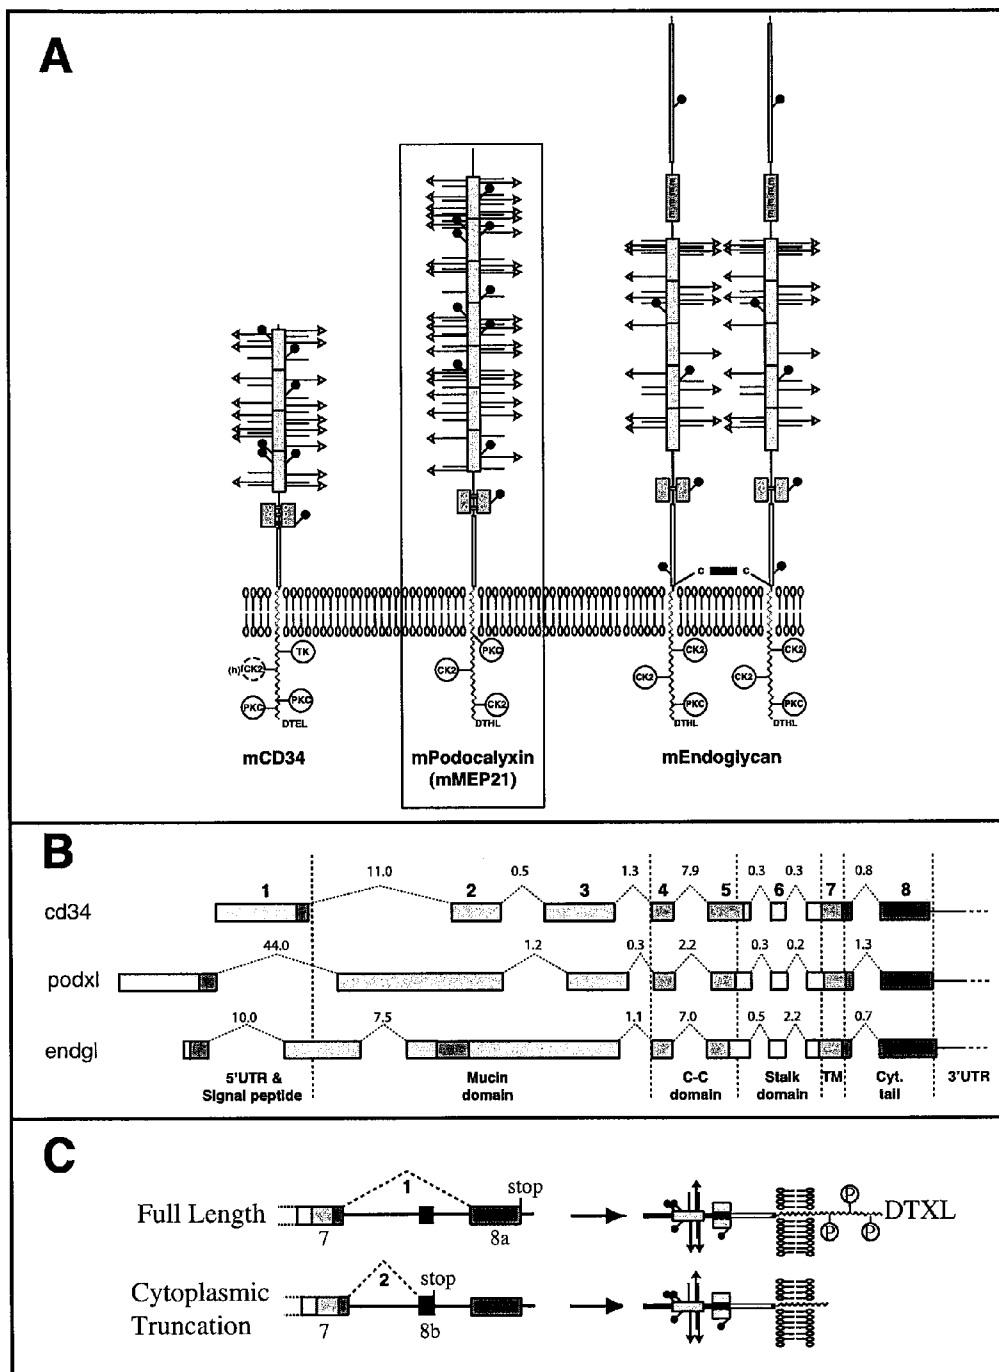 A
C C
TK
(h) CK2
PKC
PKC
DTEL
PKC
CK2
CK2
DTHL
CK2
CK2
PKC
DTHL
CK2
CK2
PKC
DTHL
mCD34
mPodocalyxin
(mMEP21)
mEndoglycan
B
11.0 0.5 1.3 7.9 0.3 0.3 0.8
1 2 3 4 5 6 7 8
cd34
44.0 1.2 0.3 2.2 0.3 0.2 1.3
podxl
10.0 7.5 1.1 7.0 0.5 2.2 0.7
endgl
5'UTR &
Signal peptide
Mucin
domain
C-C
domain
Stalk
domain
TM
Cyt.
tail
3'UTR
C
Full Length
1
stop
7 8a
P
P P
DTXL
Cytoplasmic
Truncation
2
stop
7 8b